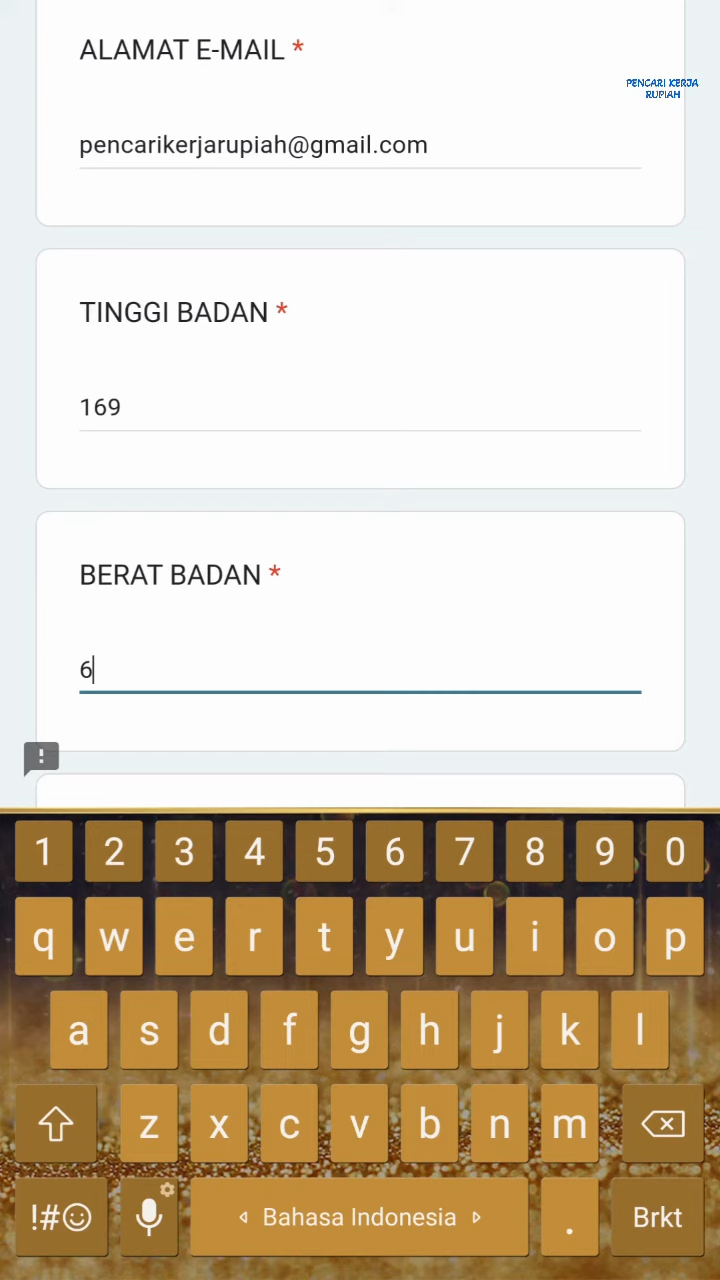 ALAMAT E-MAIL *
PENCARI KERJA
RUPIAH
pencarikerjarupiah@gmail.com
TINGGI BADAN *
169
BERAT BADAN *
6
!
1 2 3 4 5 6 7 8 9 0
q w e r t y u i o p
a s d f g h j k l
z x c v b n m
!#☺ Bahasa Indonesia . Brkt